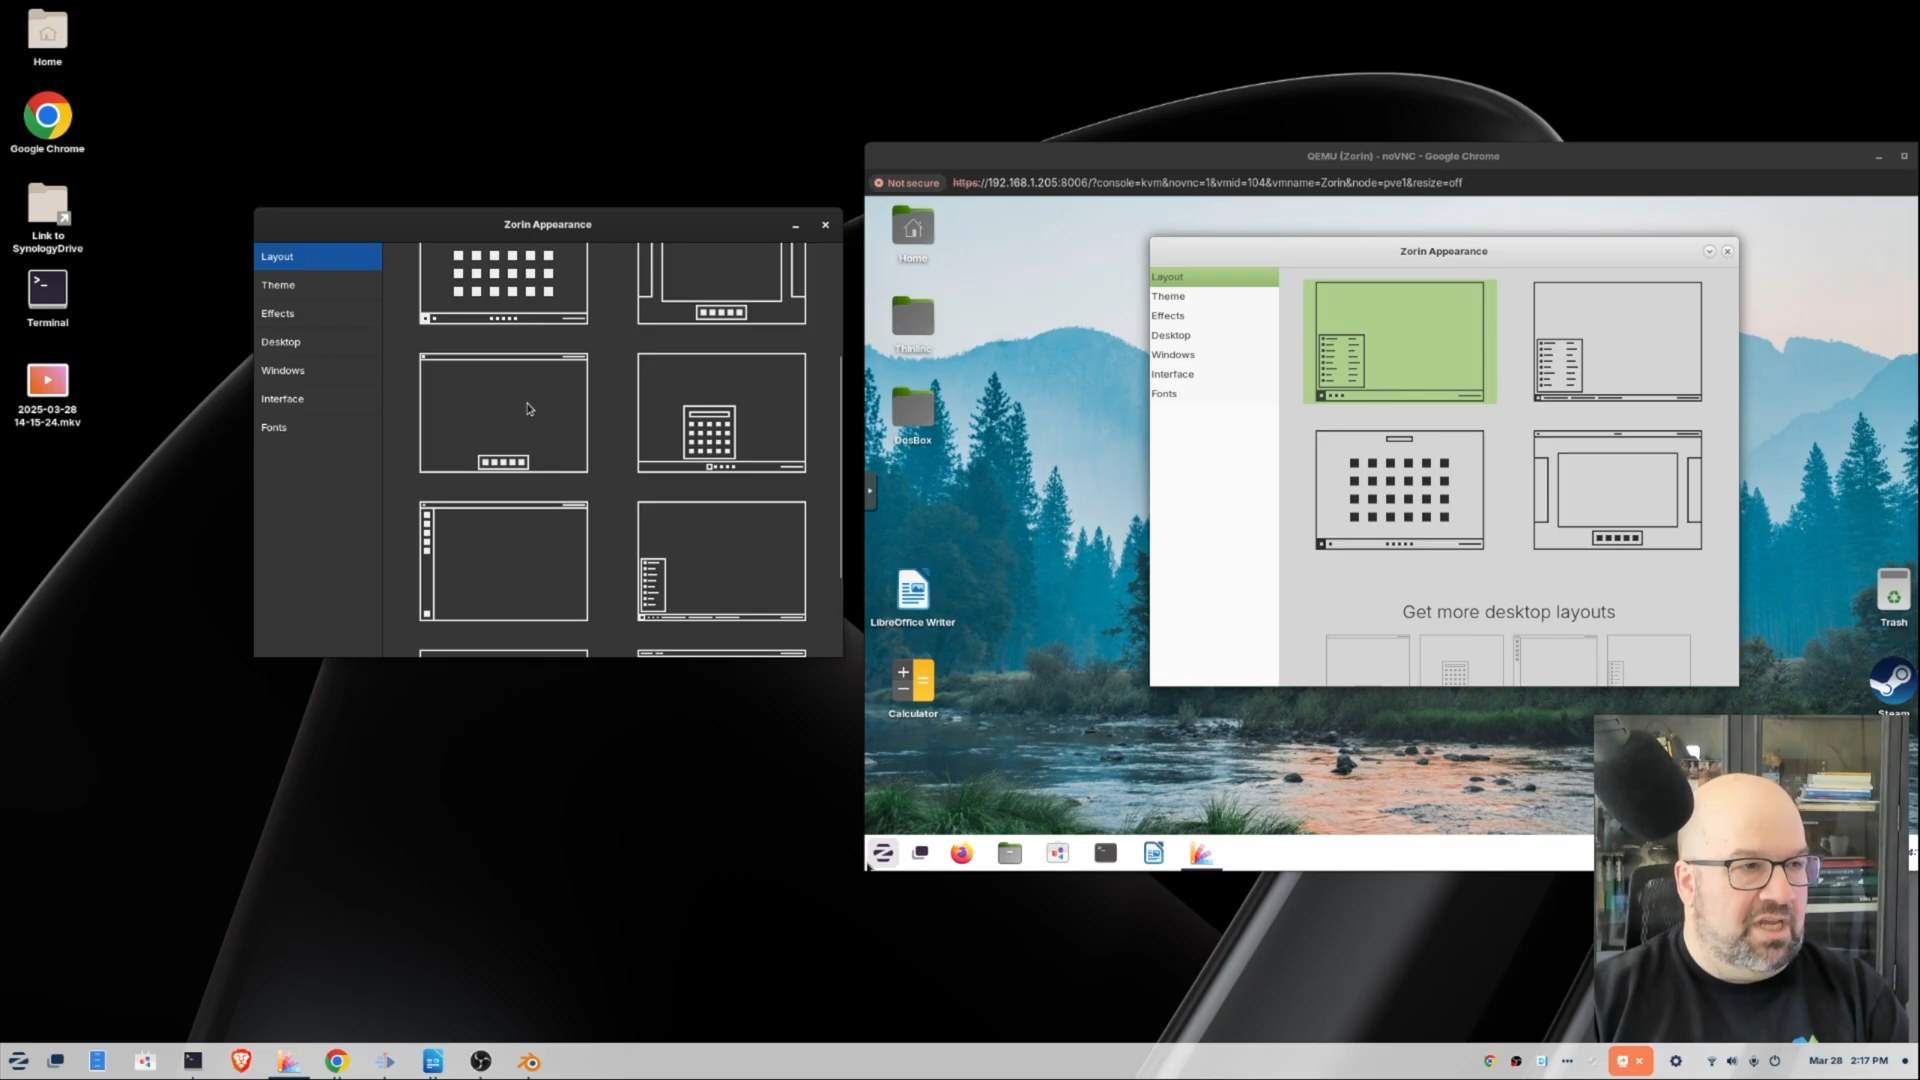 Home
Google Chrome
Link to
SynologyDrive
Terminal
2025-03-28
14-15-24.mkv
Zorin Appearance
Layout
Theme
Effects
Desktop
Windows
Interface
Fonts
QEMU (Zorin) - noVNC - Google Chrome
Not secure
https://192.168.1.205:8006/?console=kvm&novnc=1&vmid=104&vmname=Zorin&node=pve1&resize=off
Home
DosBox
LibreOffice Writer
Calculator
Zorin Appearance
Layout
Theme
Effects
Desktop
Windows
Interface
Fonts
Get more desktop layouts
Trash
Steam
Mar 28 2:17 PM